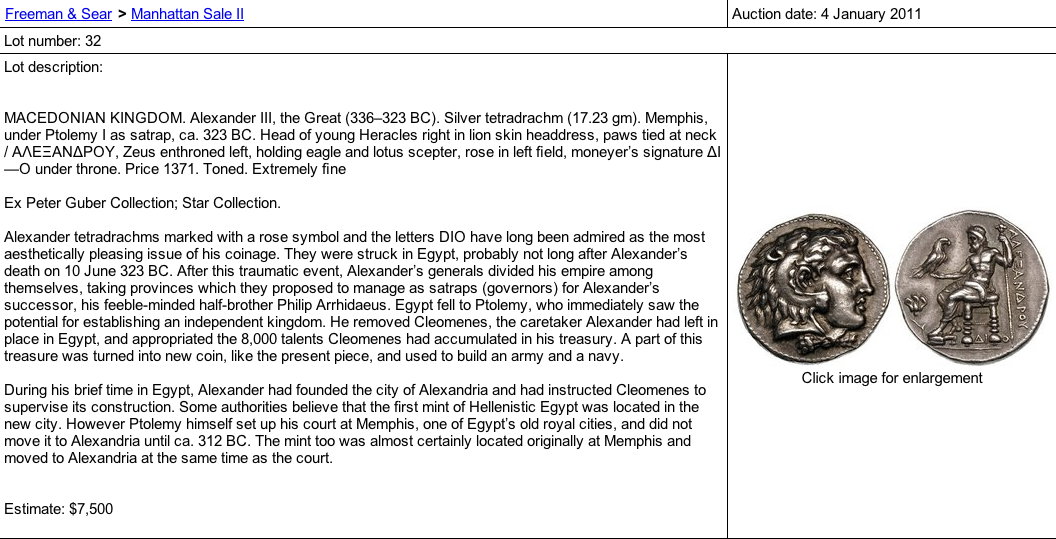 Freeman & Sear > Manhattan Sale II
Auction date: 4 January 2011
Lot number: 32
Lot description:
MACEDONIAN KINGDOM. Alexander III, the Great (336–323 BC). Silver tetradrachm (17.23 gm). Memphis,
under Ptolemy I as satrap, ca. 323 BC. Head of young Heracles right in lion skin headdress, paws tied at neck
/ ΑΛΕΞΑΝΔΡΟΥ, Zeus enthroned left, holding eagle and lotus scepter, rose in left field, moneyer’s signature ΔΙ
—Ο under throne. Price 1371. Toned. Extremely fine
Ex Peter Guber Collection; Star Collection.
Alexander tetradrachms marked with a rose symbol and the letters DIO have long been admired as the most
aesthetically pleasing issue of his coinage. They were struck in Egypt, probably not long after Alexander’s
death on 10 June 323 BC. After this traumatic event, Alexander’s generals divided his empire among
themselves, taking provinces which they proposed to manage as satraps (governors) for Alexander’s
successor, his feeble-minded half-brother Philip Arrhidaeus. Egypt fell to Ptolemy, who immediately saw the
potential for establishing an independent kingdom. He removed Cleomenes, the caretaker Alexander had left in
place in Egypt, and appropriated the 8,000 talents Cleomenes had accumulated in his treasury. A part of this
treasure was turned into new coin, like the present piece, and used to build an army and a navy.
During his brief time in Egypt, Alexander had founded the city of Alexandria and had instructed Cleomenes to
supervise its construction. Some authorities believe that the first mint of Hellenistic Egypt was located in the
new city. However Ptolemy himself set up his court at Memphis, one of Egypt’s old royal cities, and did not
move it to Alexandria until ca. 312 BC. The mint too was almost certainly located originally at Memphis and
moved to Alexandria at the same time as the court.
Estimate: $7,500
ΑΛΕΞΑΝΔΡΟΥ
ΔΙ Ο
Click image for enlargement